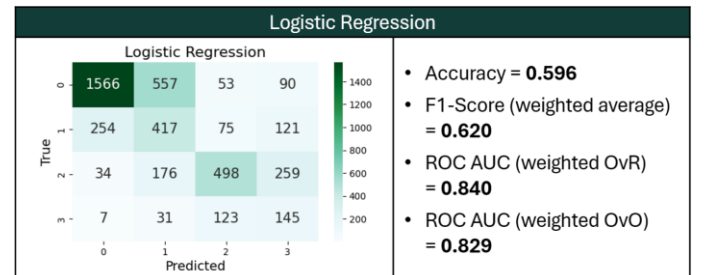 Logistic Regression
Logistic Regression
0 1566 557 53 90
1 254 417 75 121
2 34 176 498 259
3 7 31 123 145
0 1 2 3
True
Predicted
1400
1200
1000
800
600
400
200
• Accuracy = 0.596
• F1-Score (weighted average)
= 0.620
• ROC AUC (weighted OvR)
= 0.840
• ROC AUC (weighted OvO)
= 0.829